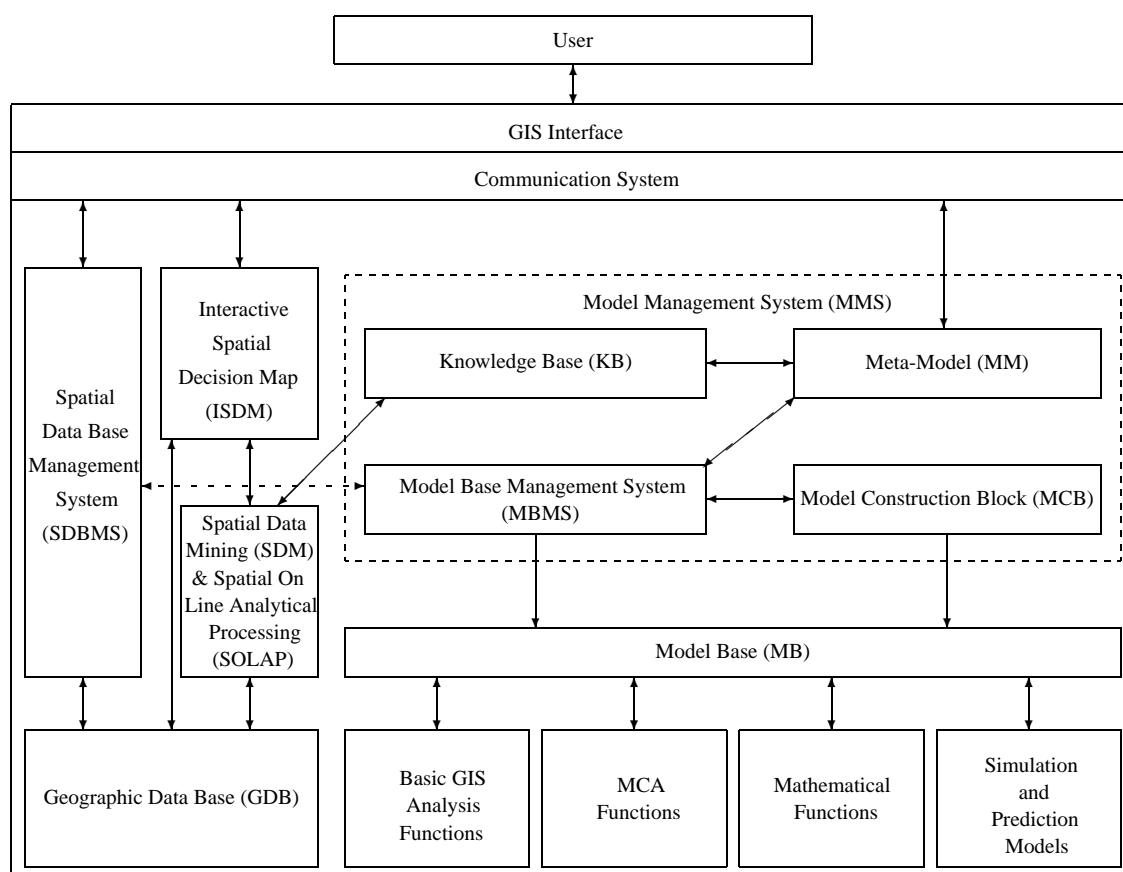 User
GIS Interface
Communication System
Spatial
Data Base
Management
System
(SDBMS)
Interactive
Spatial
Decision Map
(ISDM)
Spatial Data
Mining (SDM)
& Spatial On
Line Analytical
Processing
(SOLAP)
Geographic Data Base (GDB)
Model Management System (MMS)
Knowledge Base (KB)
Meta-Model (MM)
Model Base Management System
(MBMS)
Model Construction Block (MCB)
Model Base (MB)
Basic GIS
Analysis
Functions
MCA
Functions
Mathematical
Functions
Simulation
and
Prediction
Models